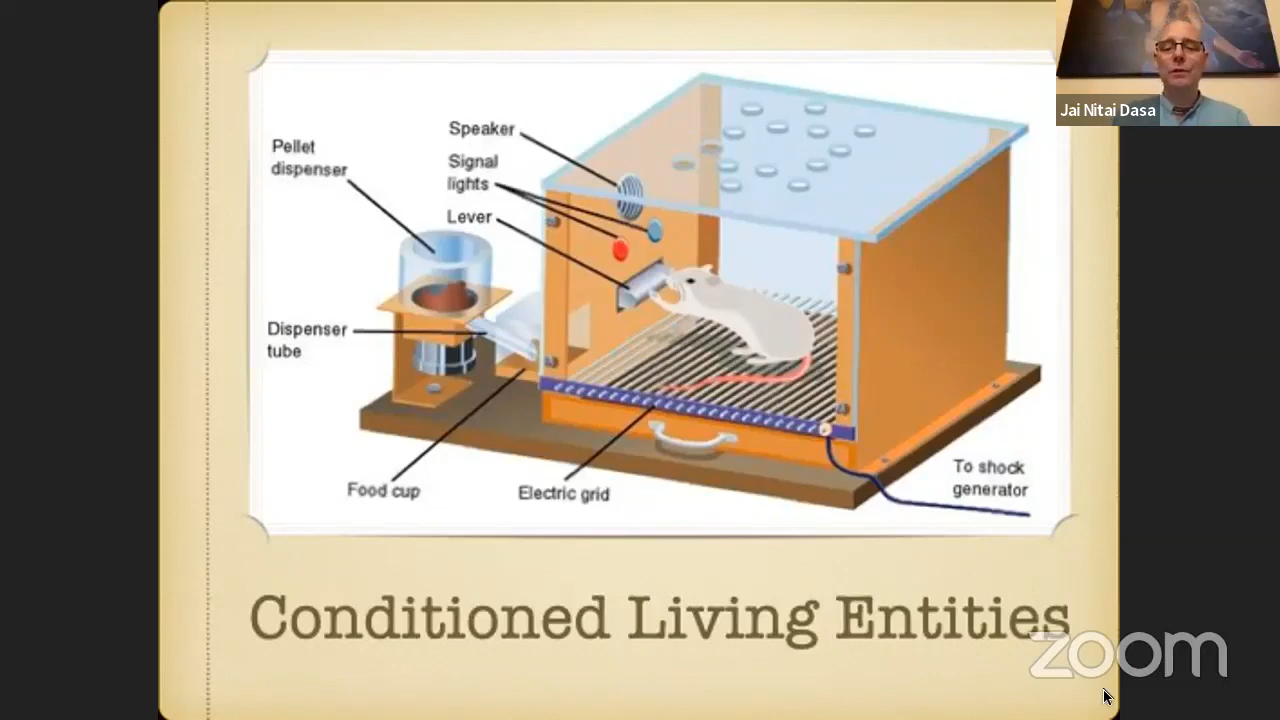 Jai Nitai Dasa
Speaker
Pellet
dispenser
Signal
lights
Lever
Dispenser
tube
Food cup
Electric grid
To shock
generator
Conditioned Living Entities
zoom